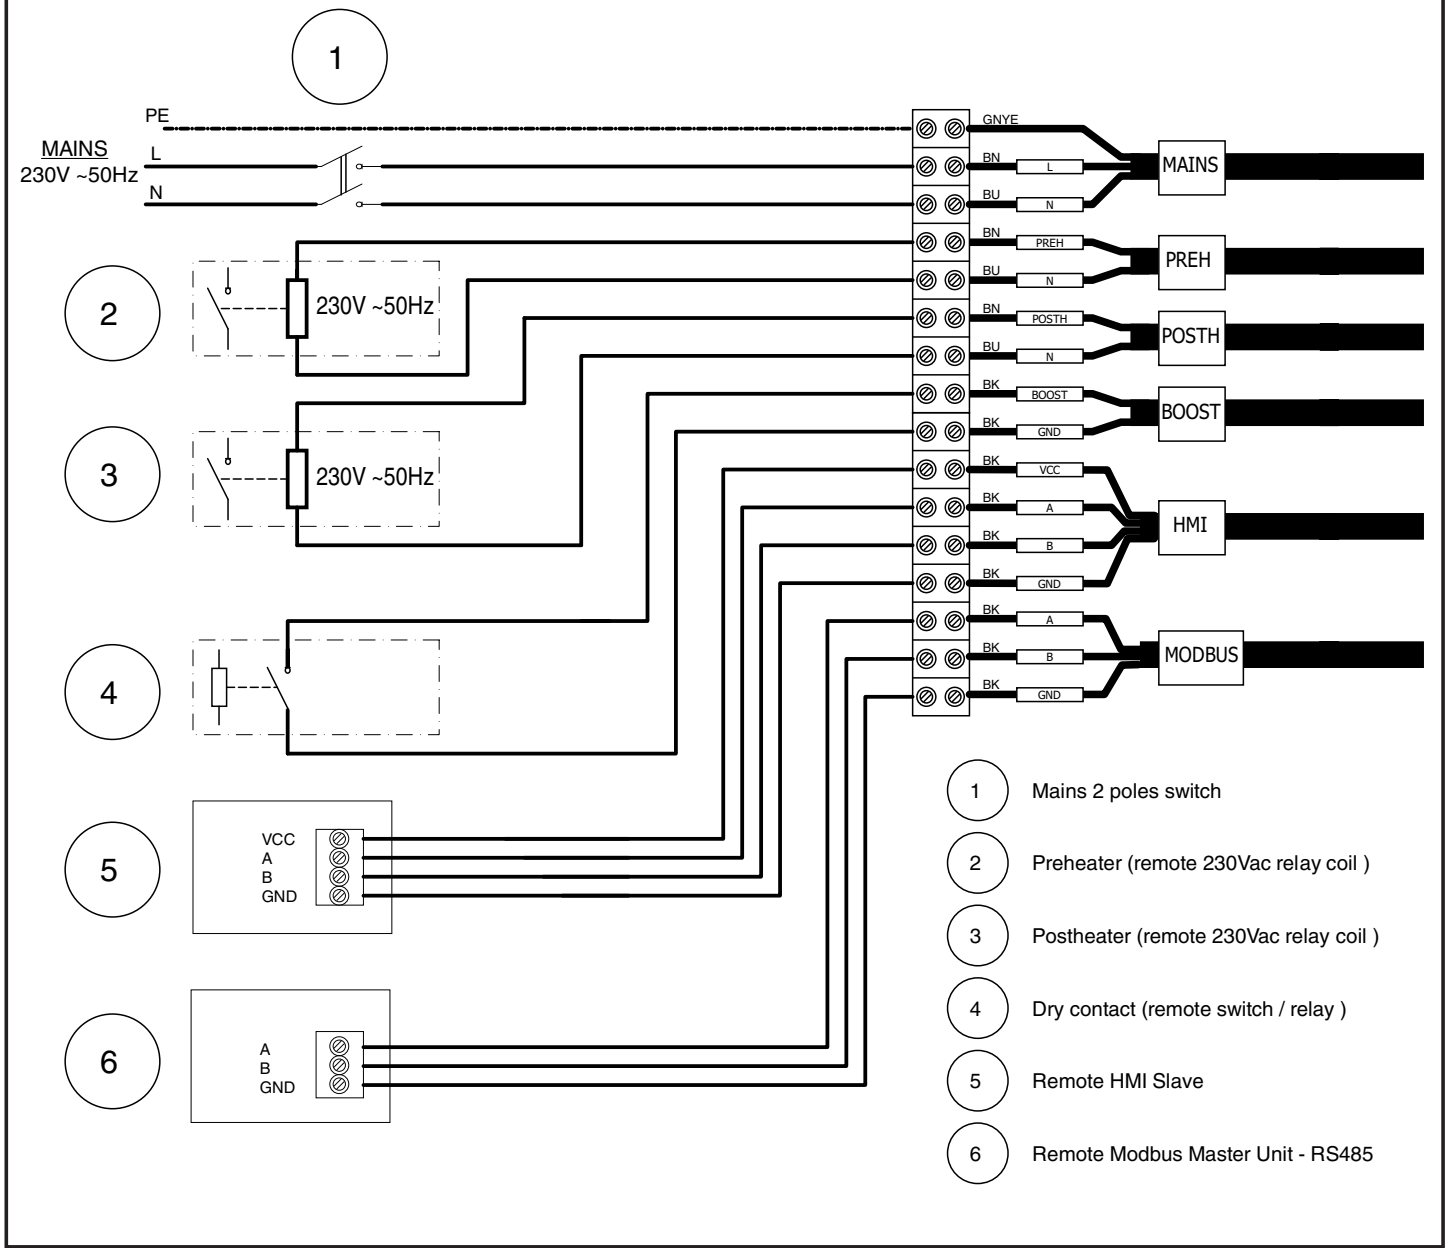 1
PE
MAINS
230V ~50Hz
L
N
GNYE
BN
L
BU
N
MAINS
BN
PREH
BU
N
PREH
BN
POSTH
BU
N
POSTH
BK
BOOST
BK
GND
BOOST
BK
VCC
BK
A
BK
B
BK
GND
HMI
BK
A
BK
B
BK
GND
MODBUS
2
230V ~50Hz
3
230V ~50Hz
4
5
VCC
A
B
GND
6
A
B
GND
1 Mains 2 poles switch
2 Preheater (remote 230Vac relay coil )
3 Postheater (remote 230Vac relay coil )
4 Dry contact (remote switch / relay )
5 Remote HMI Slave
6 Remote Modbus Master Unit - RS485